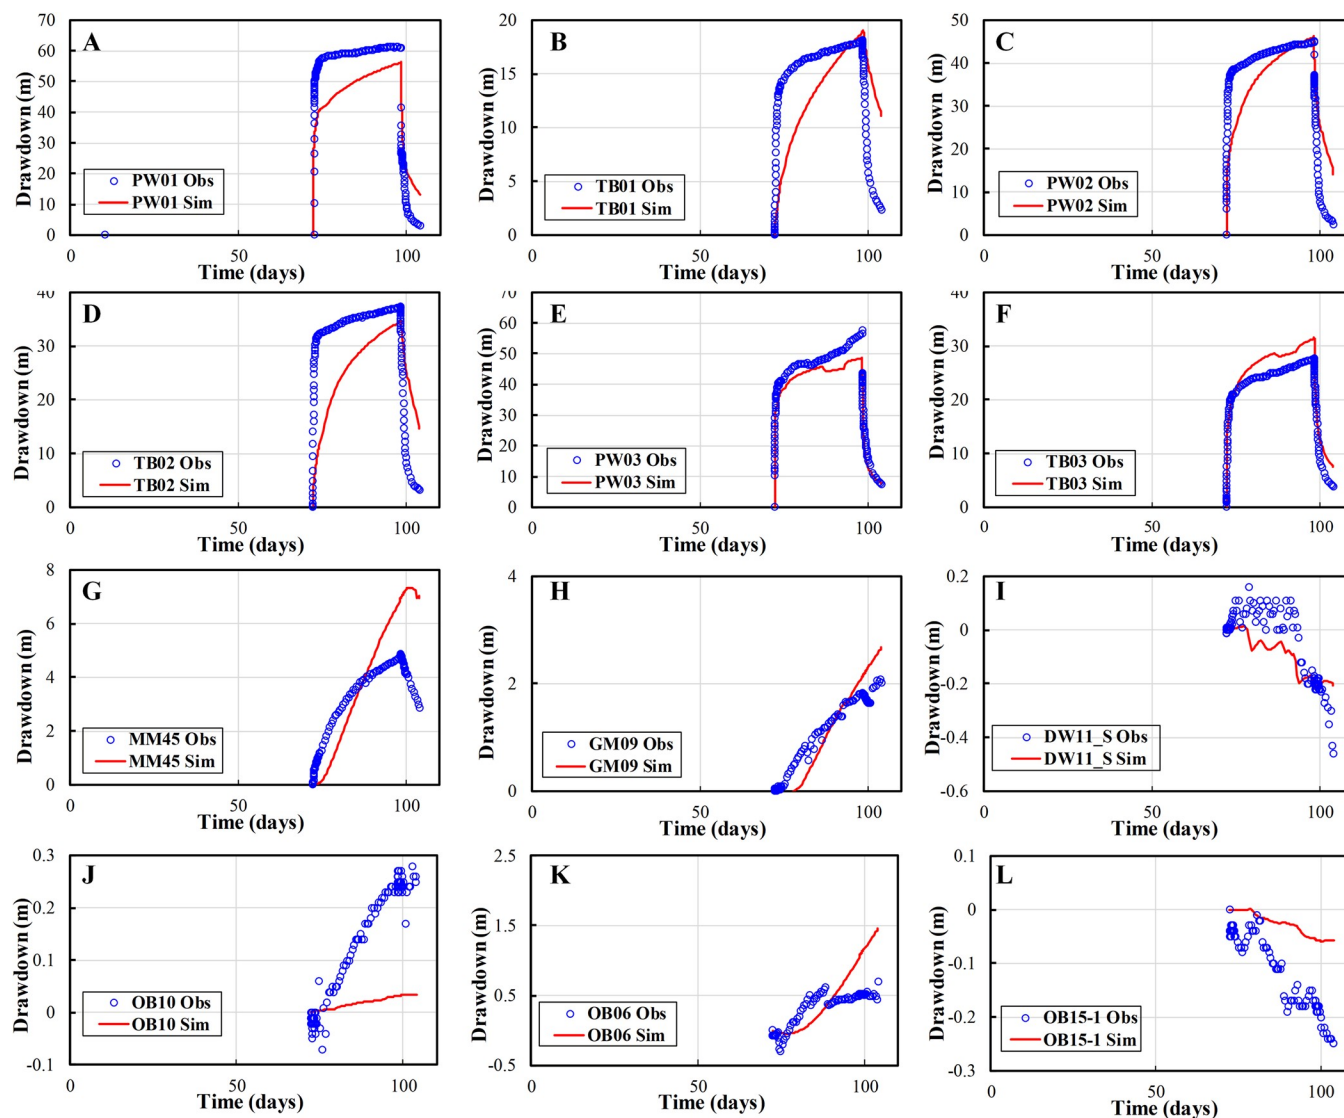 A
Drawdown (m)
70
60
50
40
30
20
10
0
PW01 Obs
PW01 Sim
0
50
100
Time (days)
B
Drawdown (m)
20
15
10
5
0
TB01 Obs
TB01 Sim
0
50
100
Time (days)
C
Drawdown (m)
50
40
30
20
10
0
PW02 Obs
PW02 Sim
0
50
100
Time (days)
D
Drawdown (m)
40
30
20
10
0
TB02 Obs
TB02 Sim
0
50
100
Time (days)
E
Drawdown (m)
70
60
50
40
30
20
10
0
PW03 Obs
PW03 Sim
0
50
100
Time (days)
F
Drawdown (m)
40
30
20
10
0
TB03 Obs
TB03 Sim
0
50
100
Time (days)
G
Drawdown (m)
8
6
4
2
0
MM45 Obs
MM45 Sim
0
50
100
Time (days)
H
Drawdown (m)
4
2
0
GM09 Obs
GM09 Sim
0
50
100
Time (days)
I
Drawdown (m)
0.2
0
-0.2
-0.4
-0.6
DW11_S Obs
DW11_S Sim
0
50
100
Time (days)
J
Drawdown (m)
0.3
0.2
0.1
0
-0.1
OB10 Obs
OB10 Sim
0
50
100
Time (days)
K
Drawdown (m)
2.5
1.5
0.5
-0.5
OB06 Obs
OB06 Sim
0
50
100
Time (days)
L
Drawdown (m)
0.1
0
-0.1
-0.2
-0.3
OB15-1 Obs
OB15-1 Sim
0
50
100
Time (days)